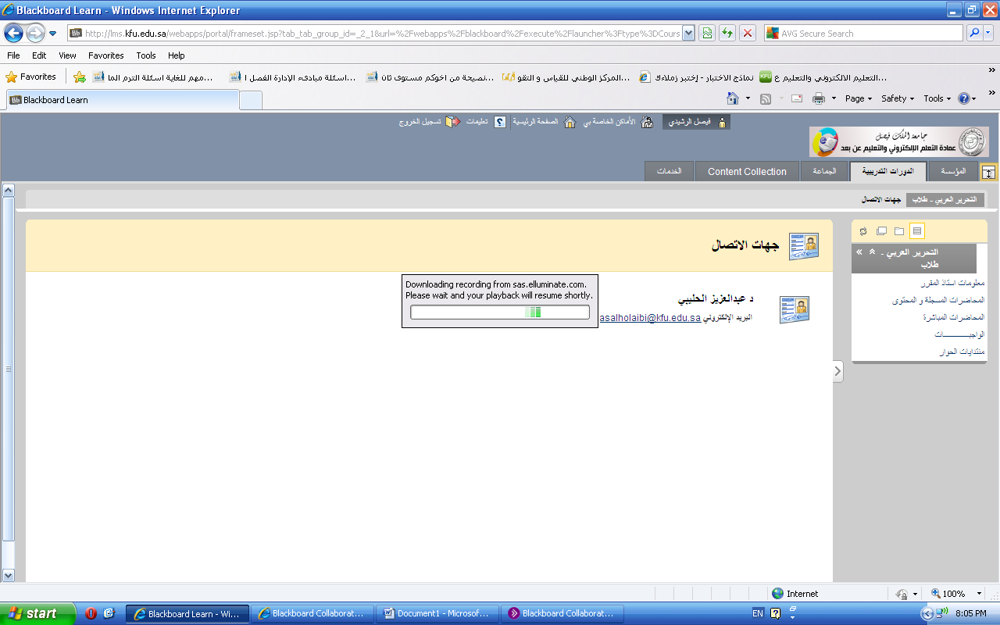 Blackboard Learn - Windows Internet Explorer
http://lms.kfu.edu.sa/webapps/portal/frameset.jsp?tab_tab_group_id=_2_1&url=%2Fwebapps%2Fblackboard%2Fexecute%2Flauncher%3Ftype%3DCours
AVG Secure Search
File Edit View Favorites Tools Help
Favorites
مهم للغاية اسئلة الترم الما...
اسئلة مبادىء الإدارة الفصل ا...
نصيحة من اخوكم مستوى ثان...
المركز الوطني للقياس و التقو...
نماذج الاختبار - إختبر زملاءك
KFU
التعليم الالكتروني والتعليم ع...
Bb Blackboard Learn
Page Safety Tools
فيصل الرشيدي
الأماكن الخاصة بي
الصفحة الرئيسية
تعليمات
تسجيل الخروج
جامعة الملك فيصل
عمادة التعلم الإلكتروني والتعليم عن بعد
المؤسسة
الدورات التدريبية
الجماعة
Content Collection
الخدمات
التحرير العربي ـ طلاب
جهات الاتصال
جهات الاتصال
التحرير العربي ـ
طلاب
معلومات استاذ المقرر
المحاضرات المسجلة و المحتوى
المحاضرات المباشرة
الواجبـــــــــات
منتدايات الحوار
Downloading recording from sas.elluminate.com.
Please wait and your playback will resume shortly.
د عبدالعزيز الحليبي
البريد الإلكتروني asalholaibi@kfu.edu.sa
Internet
100%
start
Blackboard Learn - Wi...
Blackboard Collaborat...
Document1 - Microsof...
Blackboard Collaborat...
EN
8:05 PM